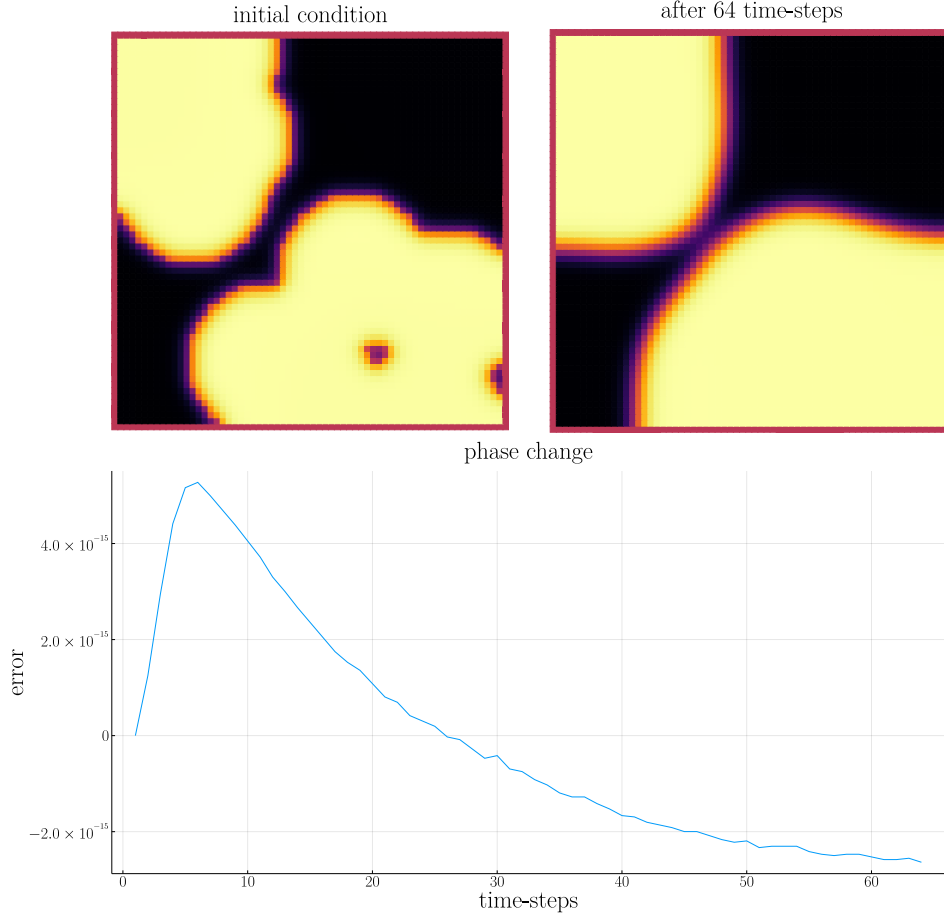 initial condition
after 64 time-steps
phase change
error
4.0 × 10⁻¹⁵
2.0 × 10⁻¹⁵
0
−2.0 × 10⁻¹⁵
0 10 20 30 40 50 60
time-steps